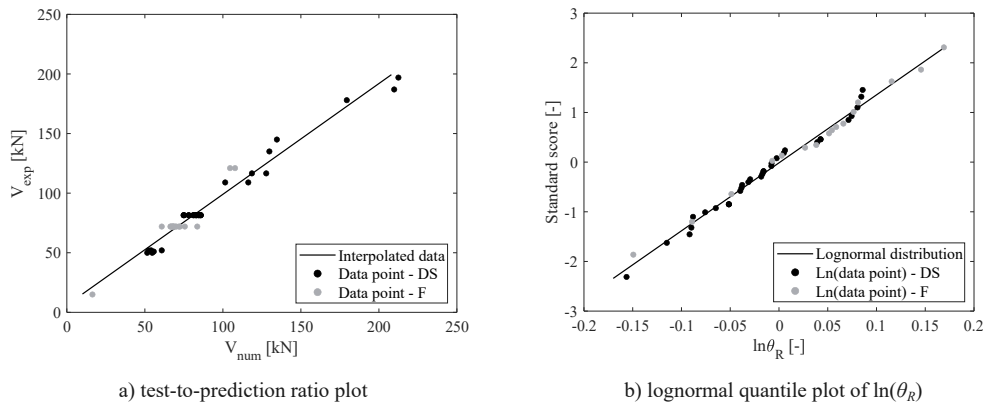 250
200
150
100
50
0
V_exp [kN]
Interpolated data
Data point - DS
Data point - F
0 50 100 150 200 250
V_num [kN]
a) test-to-prediction ratio plot
3
2
1
0
-1
-2
-3
Standard score [-]
Lognormal distribution
Ln(data point) - DS
Ln(data point) - F
-0.2 -0.15 -0.1 -0.05 0 0.05 0.1 0.15 0.2
lnθ_R [-]
b) lognormal quantile plot of ln(θ_R)